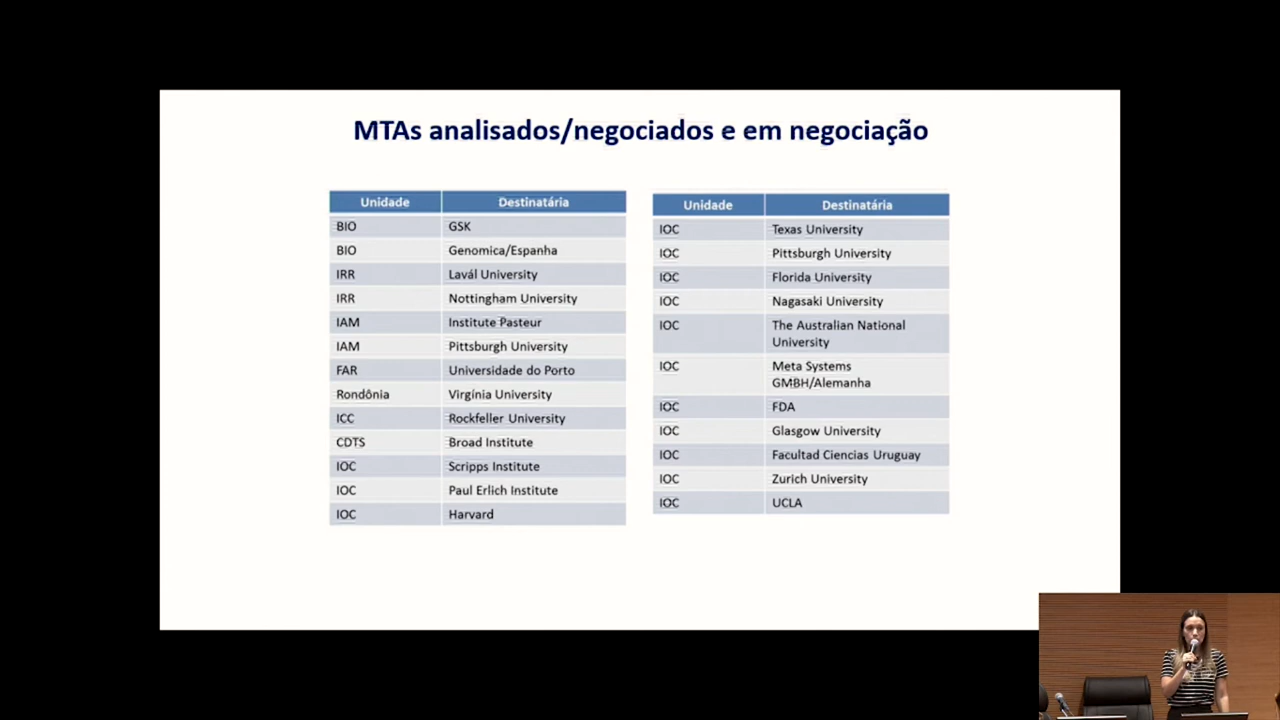 MTAs analisados/negociados e em negociação
Unidade Destinatária
BIO GSK
BIO Genomica/Espanha
IRR Lavál University
IRR Nottingham University
IAM Institute Pasteur
IAM Pittsburgh University
FAR Universidade do Porto
Rondônia Virgínia University
ICC Rockfeller University
CDTS Broad Institute
IOC Scripps Institute
IOC Paul Erlich Institute
IOC Harvard
Unidade Destinatária
IOC Texas University
IOC Pittsburgh University
IOC Florida University
IOC Nagasaki University
IOC The Australian National
University
IOC Meta Systems
GMBH/Alemanha
IOC FDA
IOC Glasgow University
IOC Facultad Ciencias Uruguay
IOC Zurich University
IOC UCLA